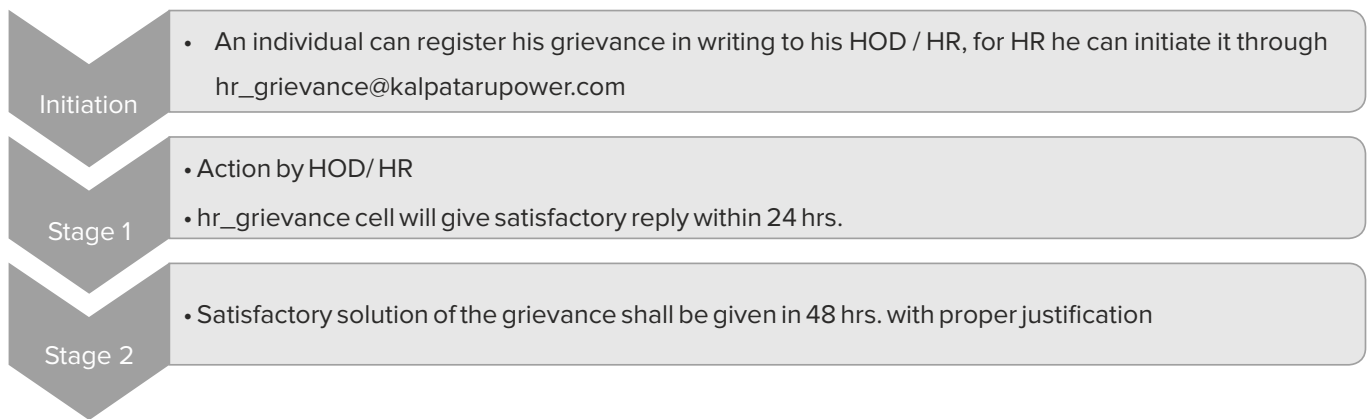 Initiation
• An individual can register his grievance in writing to his HOD / HR, for HR he can initiate it through
hr_grievance@kalpatarupower.com
Stage 1
• Action by HOD/ HR
• hr_grievance cell will give satisfactory reply within 24 hrs.
Stage 2
• Satisfactory solution of the grievance shall be given in 48 hrs. with proper justification